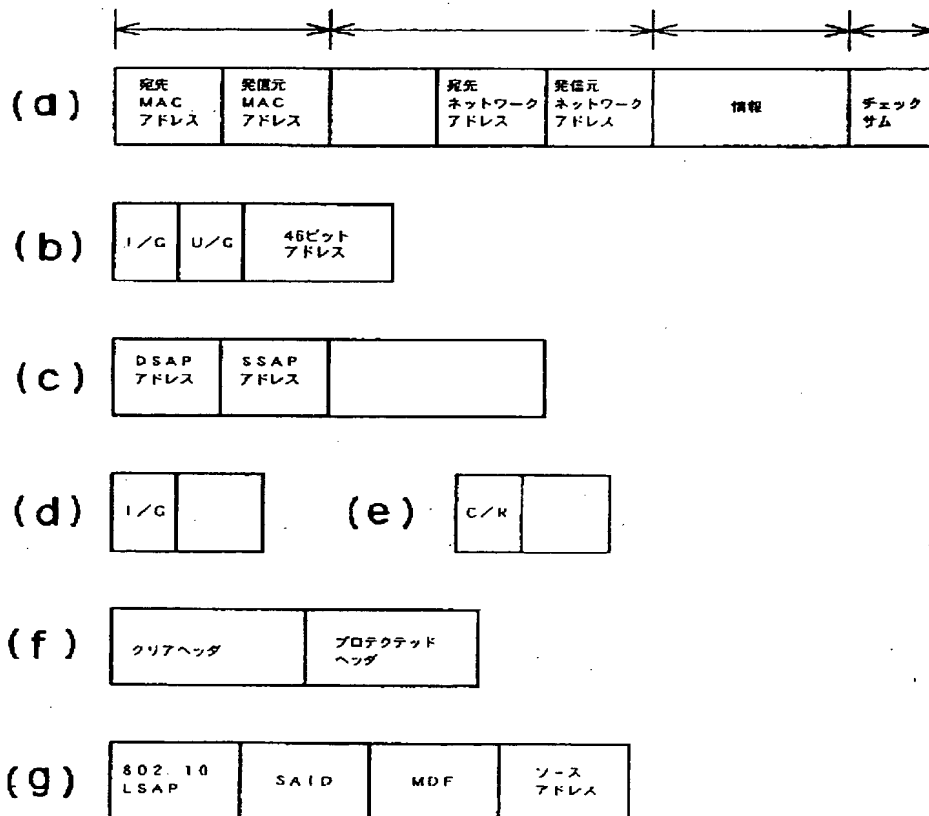 (a)
宛先
MAC
アドレス
発信元
MAC
アドレス
宛先
ネットワーク
アドレス
発信元
ネットワーク
アドレス
情報
チェック
サム
(b)
I/G
U/G
46ビット
アドレス
(c)
DSAP
アドレス
SSAP
アドレス
(d)
I/G
(e)
C/R
(f)
クリアヘッダ
プロテクテッド
ヘッダ
(g)
802.10
LSAP
SAID
MDF
ソース
アドレス